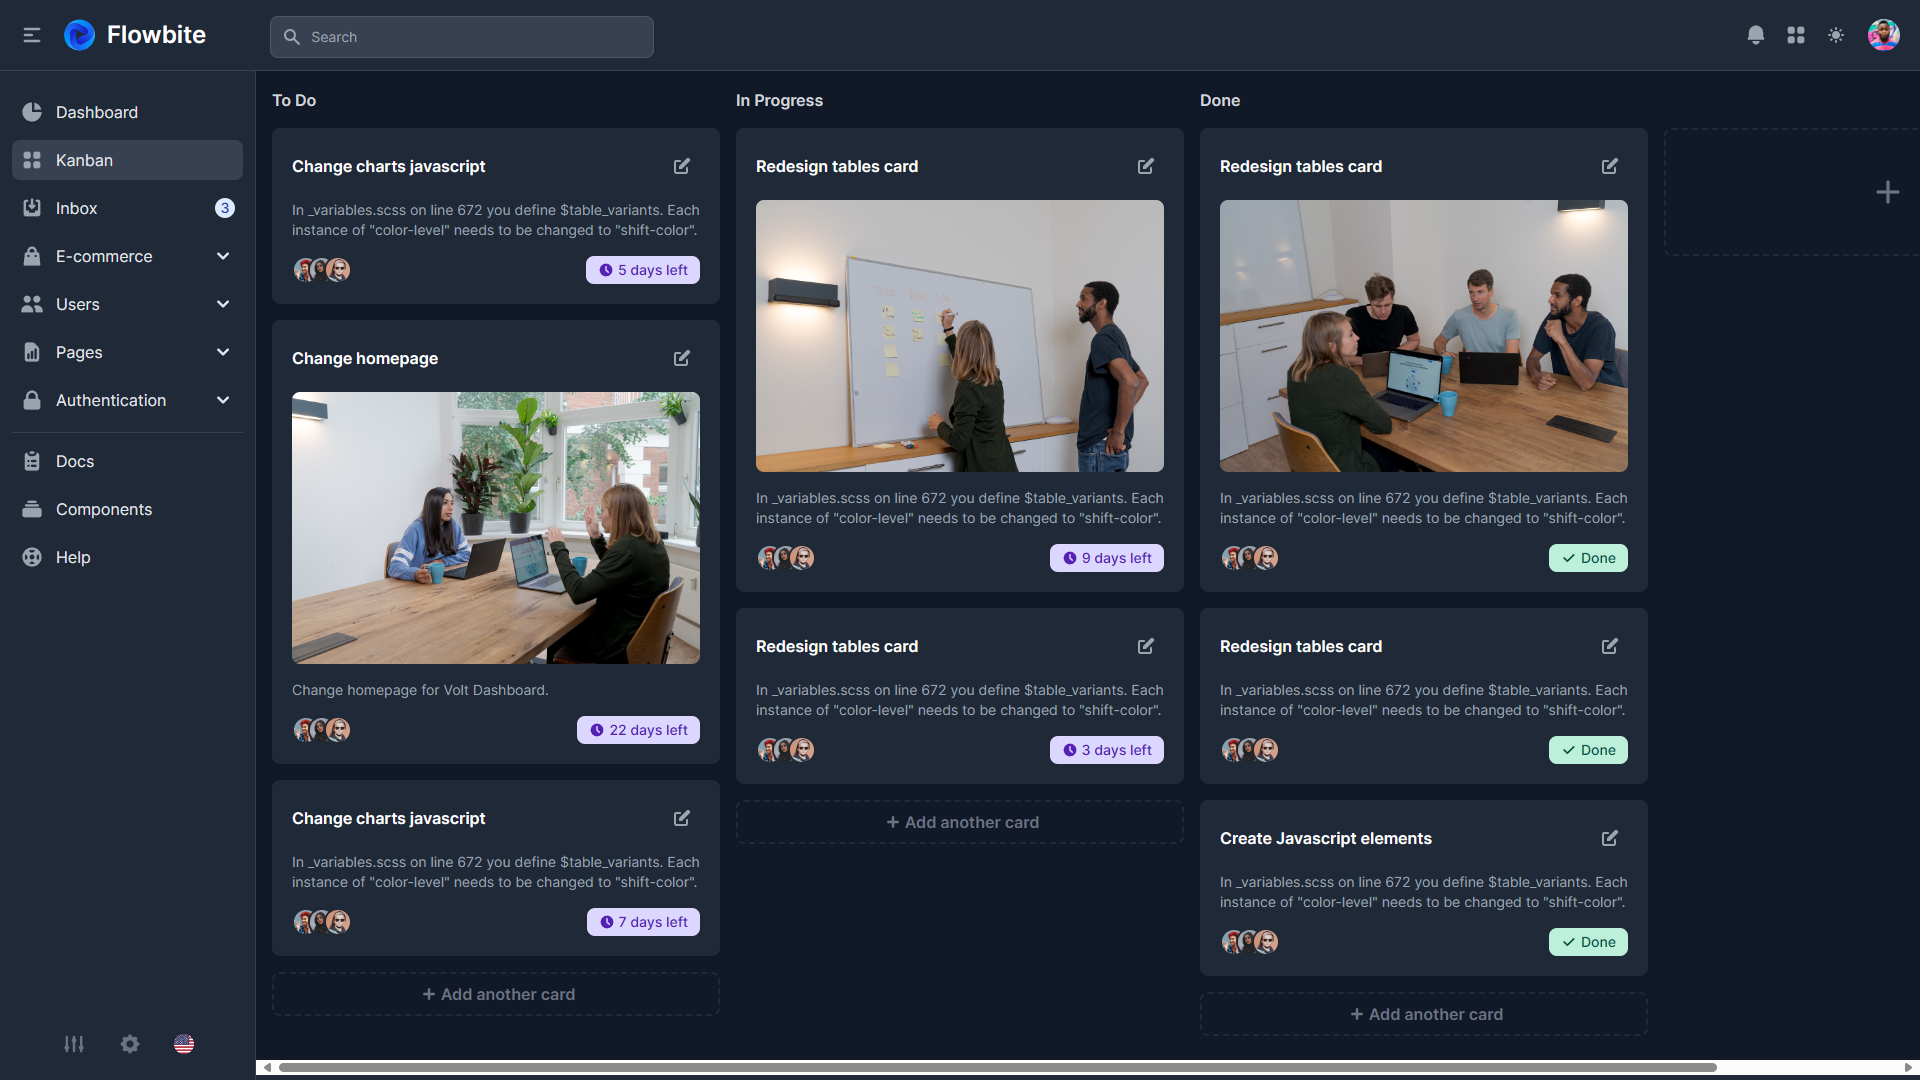 Flowbite
Search
Dashboard
Kanban
Inbox
3
E-commerce
Users
Pages
Authentication
Docs
Components
Help
To Do
Change charts javascript
In _variables.scss on line 672 you define $table_variants. Each
instance of "color-level" needs to be changed to "shift-color".
5 days left
Change homepage
Change homepage for Volt Dashboard.
22 days left
Change charts javascript
In _variables.scss on line 672 you define $table_variants. Each
instance of "color-level" needs to be changed to "shift-color".
7 days left
+ Add another card
In Progress
Redesign tables card
In _variables.scss on line 672 you define $table_variants. Each
instance of "color-level" needs to be changed to "shift-color".
9 days left
Redesign tables card
In _variables.scss on line 672 you define $table_variants. Each
instance of "color-level" needs to be changed to "shift-color".
3 days left
+ Add another card
Done
Redesign tables card
In _variables.scss on line 672 you define $table_variants. Each
instance of "color-level" needs to be changed to "shift-color".
Done
Redesign tables card
In _variables.scss on line 672 you define $table_variants. Each
instance of "color-level" needs to be changed to "shift-color".
Done
Create Javascript elements
In _variables.scss on line 672 you define $table_variants. Each
instance of "color-level" needs to be changed to "shift-color".
Done
+ Add another card